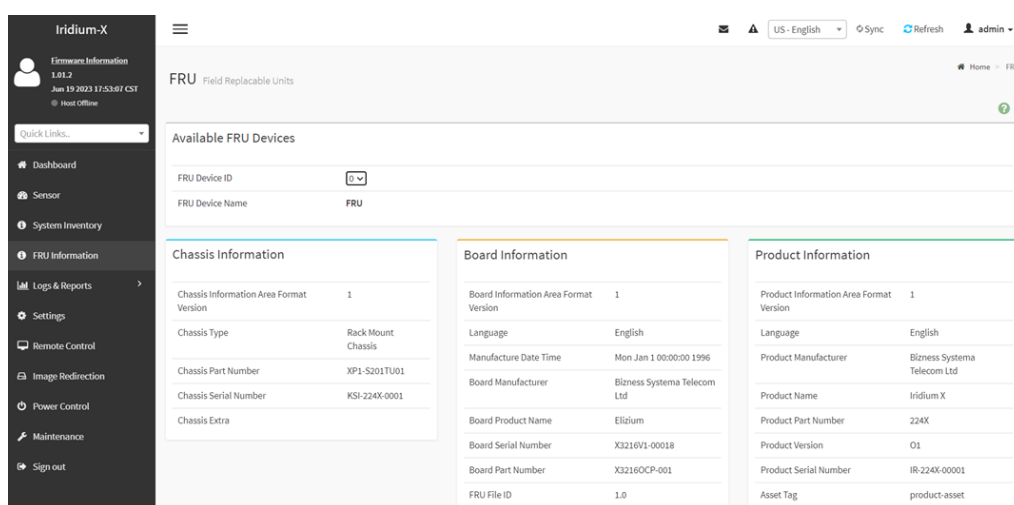 Iridium-X
US - English
Sync
Refresh
admin
Firmware Information
1.01.2
Jun 19 2023 17:53:07 CST
Host Offline
FRU Field Replacable Units
Home > FR
Quick Links..
Dashboard
Sensor
System Inventory
FRU Information
Logs & Reports
Settings
Remote Control
Image Redirection
Power Control
Maintenance
Sign out
Available FRU Devices
FRU Device ID 0
FRU Device Name FRU
Chassis Information
Chassis Information Area Format 1
Version
Chassis Type Rack Mount
Chassis
Chassis Part Number XP1-S201TU01
Chassis Serial Number KSI-224X-0001
Chassis Extra
Board Information
Board Information Area Format 1
Version
Language English
Manufacture Date Time Mon Jan 1 00:00:00 1996
Board Manufacturer Bizness Systema Telecom
Ltd
Board Product Name Elizium
Board Serial Number X3216V1-00018
Board Part Number X3216OCP-001
FRU File ID 1.0
Product Information
Product Information Area Format 1
Version
Language English
Product Manufacturer Bizness Systema
Telecom Ltd
Product Name Iridium X
Product Part Number 224X
Product Version O1
Product Serial Number IR-224X-00001
Asset Tag product-asset